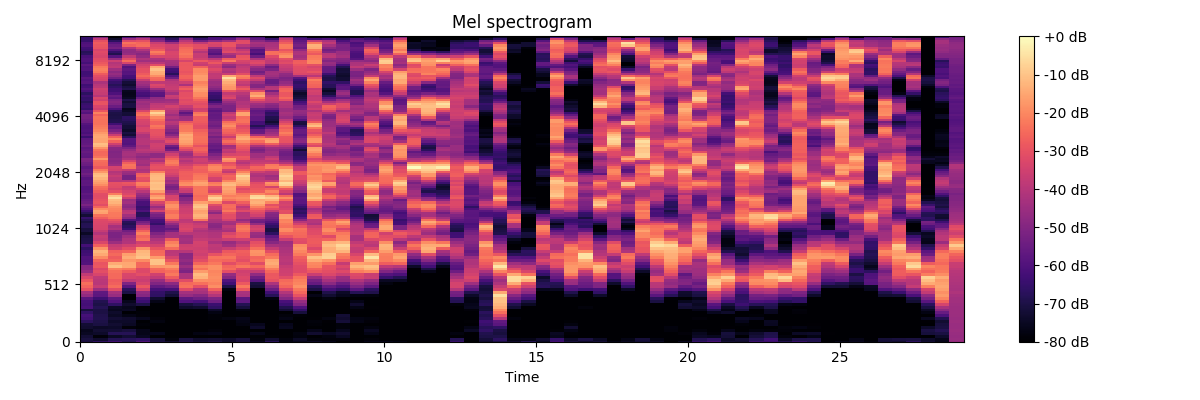 Mel spectrogram
8192
4096
2048
1024
512
0
Hz
0 5 10 15 20 25
Time
+0 dB
-10 dB
-20 dB
-30 dB
-40 dB
-50 dB
-60 dB
-70 dB
-80 dB